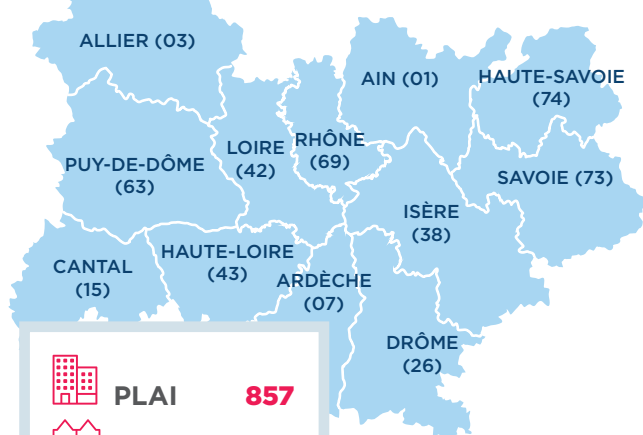 ALLIER (03)
AIN (01)
HAUTE-SAVOIE
(74)
PUY-DE-DÔME
(63)
LOIRE
(42)
RHÔNE
(69)
SAVOIE (73)
ISÈRE
(38)
CANTAL
(15)
HAUTE-LOIRE
(43)
ARDÈCHE
(07)
DRÔME
(26)
PLAI 857